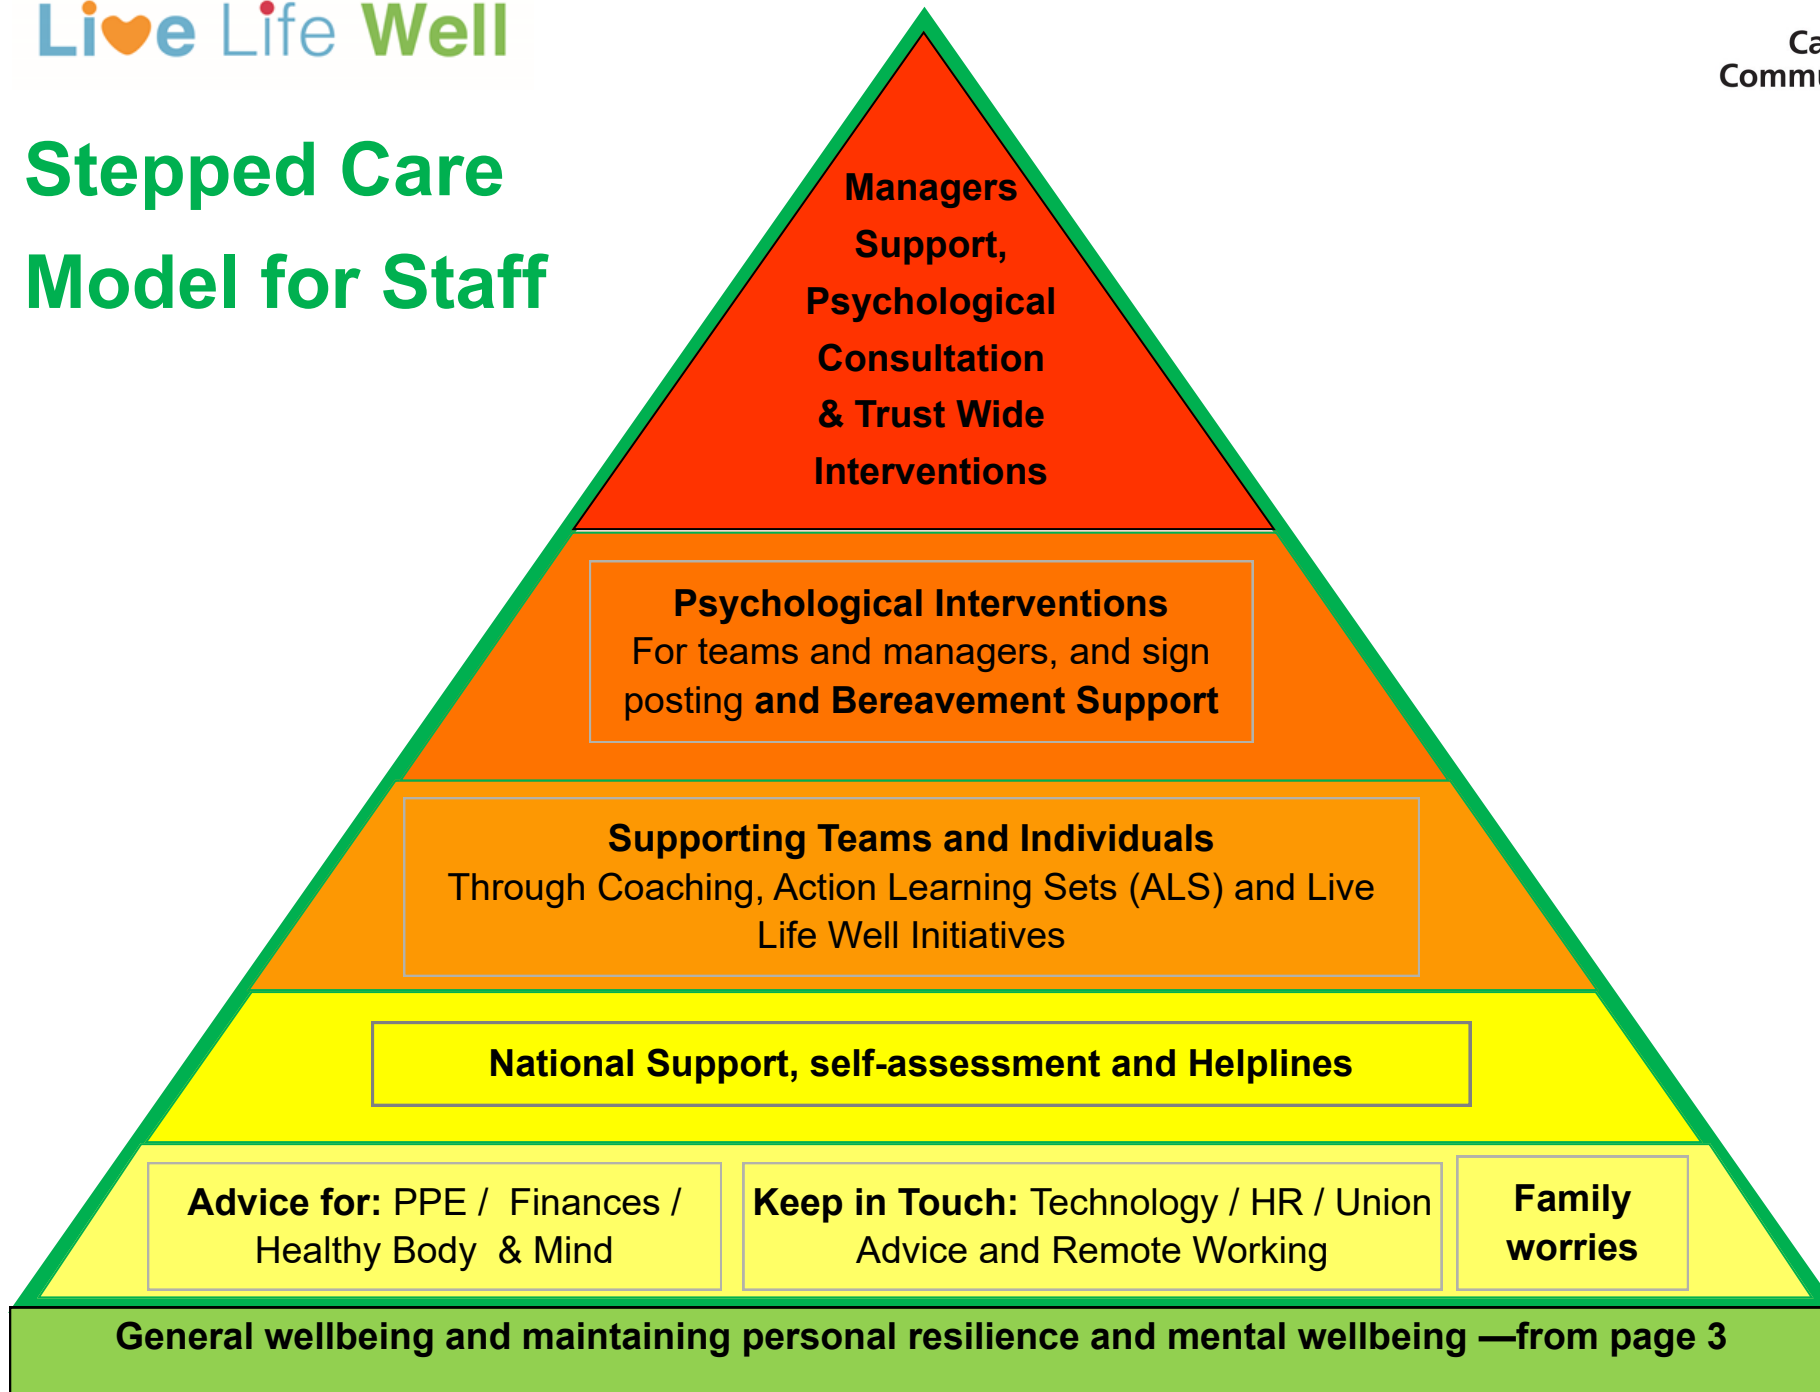 Live Life Well
Stepped Care
Model for Staff
Managers
Support,
Psychological
Consultation
& Trust Wide
Interventions
Psychological Interventions
For teams and managers, and sign
posting and Bereavement Support
Supporting Teams and Individuals
Through Coaching, Action Learning Sets (ALS) and Live
Life Well Initiatives
National Support, self-assessment and Helplines
Advice for: PPE / Finances /
Healthy Body & Mind
Keep in Touch: Technology / HR / Union
Advice and Remote Working
Family
worries
General wellbeing and maintaining personal resilience and mental wellbeing —from page 3